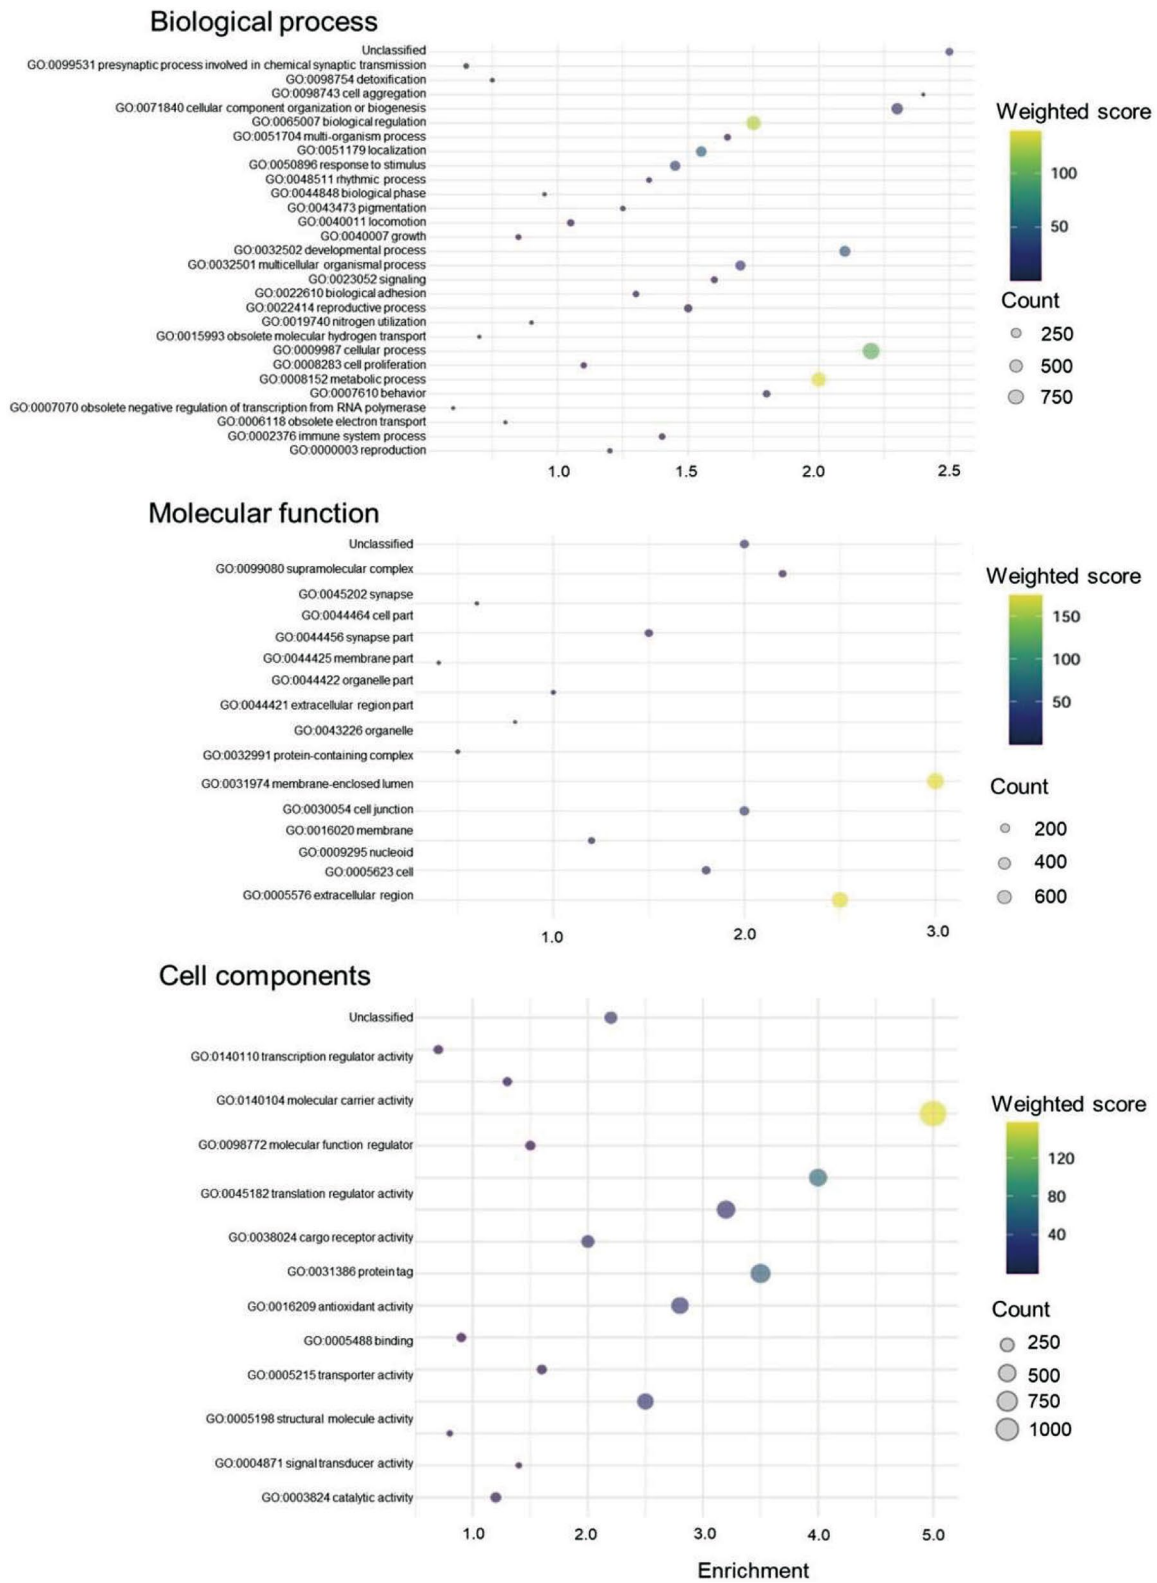 Biological process
Unclassified
GO:0099531 presynaptic process involved in chemical synaptic transmission
GO:0098754 detoxification
GO:0098743 cell aggregation
GO:0071840 cellular component organization or biogenesis
GO:0065007 biological regulation
GO:0051704 multi-organism process
GO:0051179 localization
GO:0050896 response to stimulus
GO:0048511 rhythmic process
GO:0044848 biological phase
GO:0043473 pigmentation
GO:0040011 locomotion
GO:0040007 growth
GO:0032502 developmental process
GO:0032501 multicellular organismal process
GO:0023052 signaling
GO:0022610 biological adhesion
GO:0022414 reproductive process
GO:0019740 nitrogen utilization
GO:0015993 obsolete molecular hydrogen transport
GO:0009987 cellular process
GO:0008283 cell proliferation
GO:0008152 metabolic process
GO:0007610 behavior
GO:0007070 obsolete negative regulation of transcription from RNA polymerase
GO:0006118 obsolete electron transport
GO:0002376 immune system process
GO:0000003 reproduction
1.0 1.5 2.0 2.5
Weighted score
100
50
Count
250
500
750
Molecular function
Unclassified
GO:0099080 supramolecular complex
GO:0045202 synapse
GO:0044464 cell part
GO:0044456 synapse part
GO:0044425 membrane part
GO:0044422 organelle part
GO:0044421 extracellular region part
GO:0043226 organelle
GO:0032991 protein-containing complex
GO:0031974 membrane-enclosed lumen
GO:0030054 cell junction
GO:0016020 membrane
GO:0009295 nucleoid
GO:0005623 cell
GO:0005576 extracellular region
1.0 2.0 3.0
Weighted score
150
100
50
Count
200
400
600
Cell components
Unclassified
GO:0140110 transcription regulator activity
GO:0140104 molecular carrier activity
GO:0098772 molecular function regulator
GO:0045182 translation regulator activity
GO:0038024 cargo receptor activity
GO:0031386 protein tag
GO:0016209 antioxidant activity
GO:0005488 binding
GO:0005215 transporter activity
GO:0005198 structural molecule activity
GO:0004871 signal transducer activity
GO:0003824 catalytic activity
1.0 2.0 3.0 4.0 5.0
Enrichment
Weighted score
120
80
40
Count
250
500
750
1000